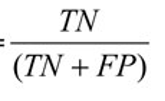 = TN / (TN + FP)